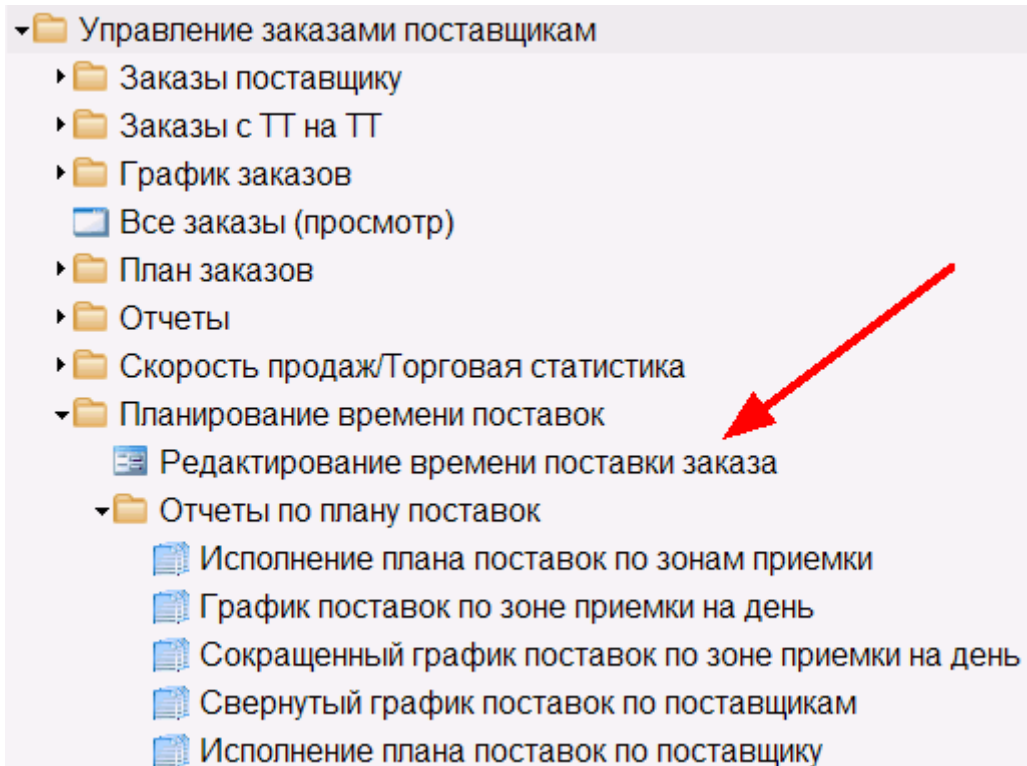 Управление заказами поставщикам
Заказы поставщику
Заказы с ТТ на ТТ
График заказов
Все заказы (просмотр)
План заказов
Отчеты
Скорость продаж/Торговая статистика
Планирование времени поставок
Редактирование времени поставки заказа
Отчеты по плану поставок
Исполнение плана поставок по зонам приемки
График поставок по зоне приемки на день
Сокращенный график поставок по зоне приемки на день
Свернутый график поставок по поставщикам
Исполнение плана поставок по поставщику